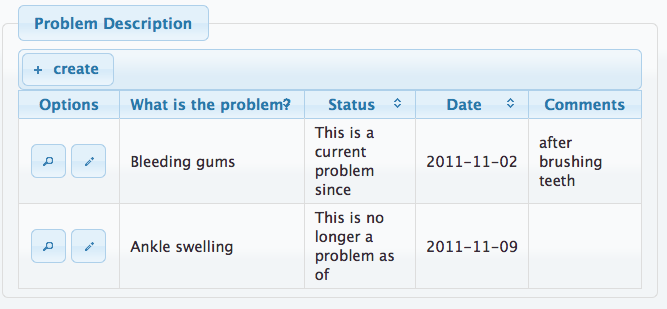 Problem Description
+ create
Options What is the problem? Status Date Comments
This is a
current
problem
since
Bleeding gums
2011-11-02
after
brushing
teeth
This is no
longer a
problem as
of
Ankle swelling
2011-11-09